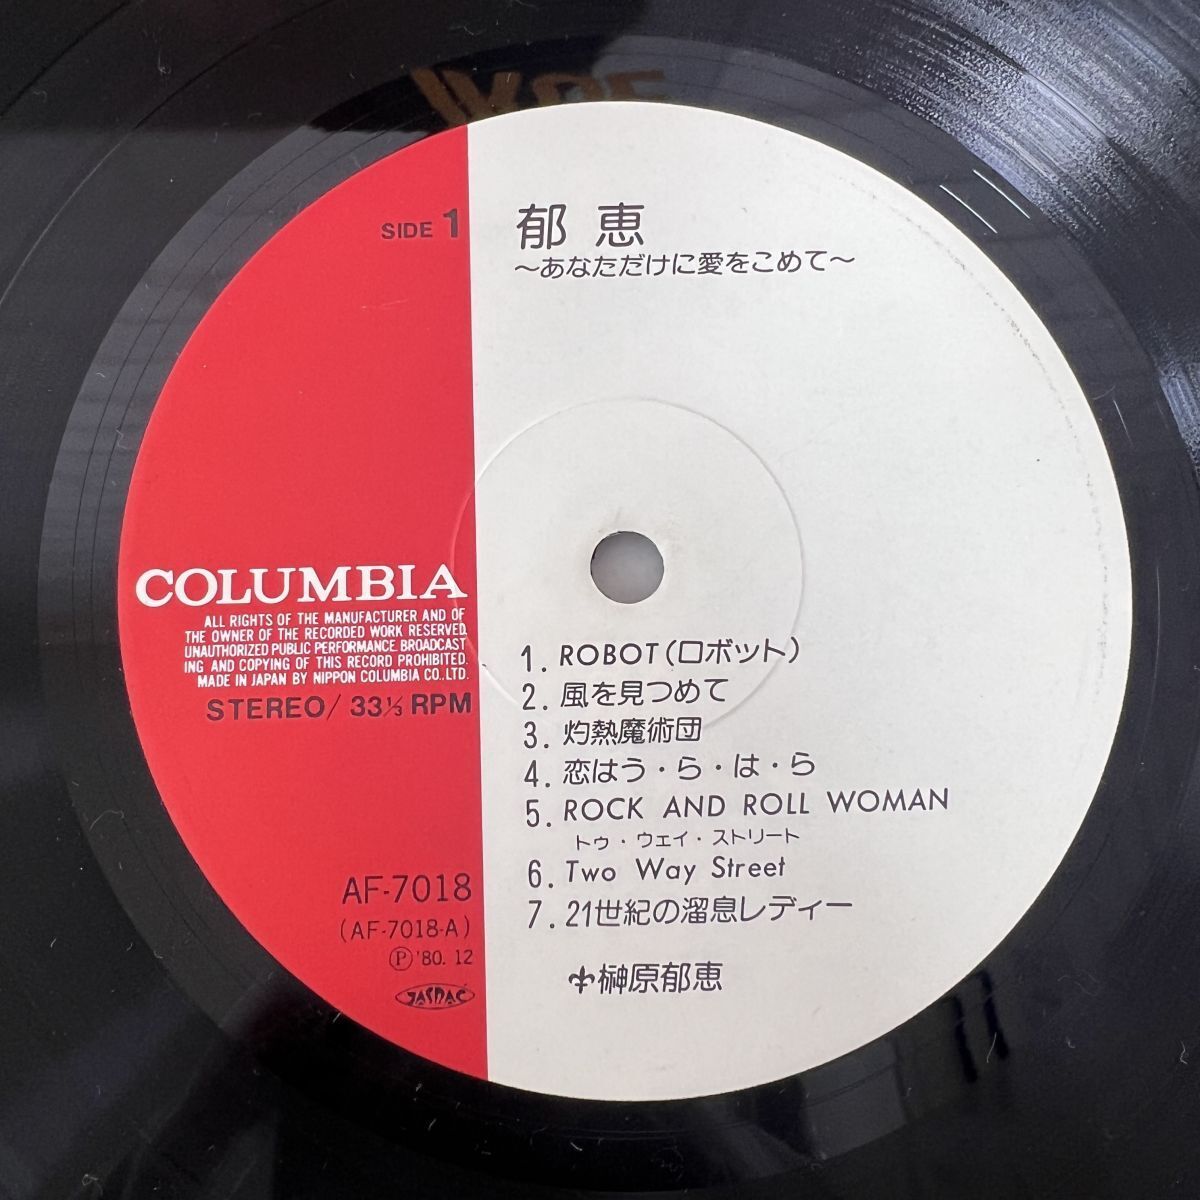 SIDE 1
郁恵
～あなただけに愛をこめて～
COLUMBIA
ALL RIGHTS OF THE MANUFACTURER AND OF
THE OWNER OF THE RECORDED WORK RESERVED.
UNAUTHORIZED PUBLIC PERFORMANCE. BROADCAST
ING AND COPYING OF THIS RECORD PROHIBITED.
MADE IN JAPAN BY NIPPON COLUMBIA CO.,LTD.
STEREO/ 33⅓ RPM
1. ROBOT(ロボット)
2. 風を見つめて
3. 灼熱魔術団
4. 恋はう・ら・は・ら
5. ROCK AND ROLL WOMAN
トゥ・ウェイ・ストリート
6. Two Way Street
7. 21世紀の溜息レディー
榊原郁恵
AF-7018
(AF-7018-A)
Ⓟ'80. 12
JASRAC